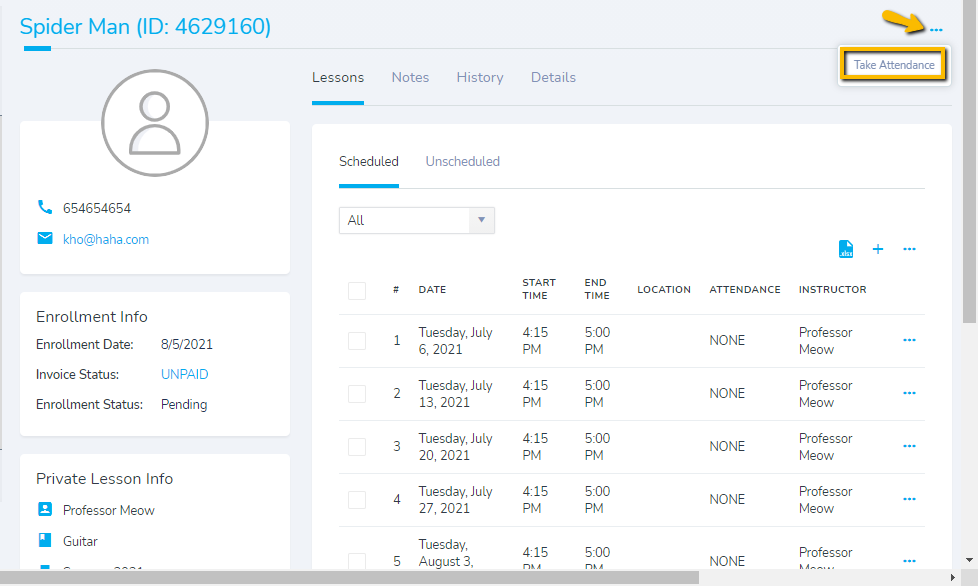 Spider Man (ID: 4629160)
Take Attendance
Lessons Notes History Details
654654654
kho@haha.com
Enrollment Info
Enrollment Date: 8/5/2021
Invoice Status: UNPAID
Enrollment Status: Pending
Private Lesson Info
Professor Meow
Guitar
Scheduled Unscheduled
All
.xlsx
# DATE START TIME END TIME LOCATION ATTENDANCE INSTRUCTOR
1 Tuesday, July 6, 2021 4:15 PM 5:00 PM NONE Professor Meow
2 Tuesday, July 13, 2021 4:15 PM 5:00 PM NONE Professor Meow
3 Tuesday, July 20, 2021 4:15 PM 5:00 PM NONE Professor Meow
4 Tuesday, July 27, 2021 4:15 PM 5:00 PM NONE Professor Meow
5 Tuesday, August 3, 4:15 PM 5:00 PM NONE Professor Meow